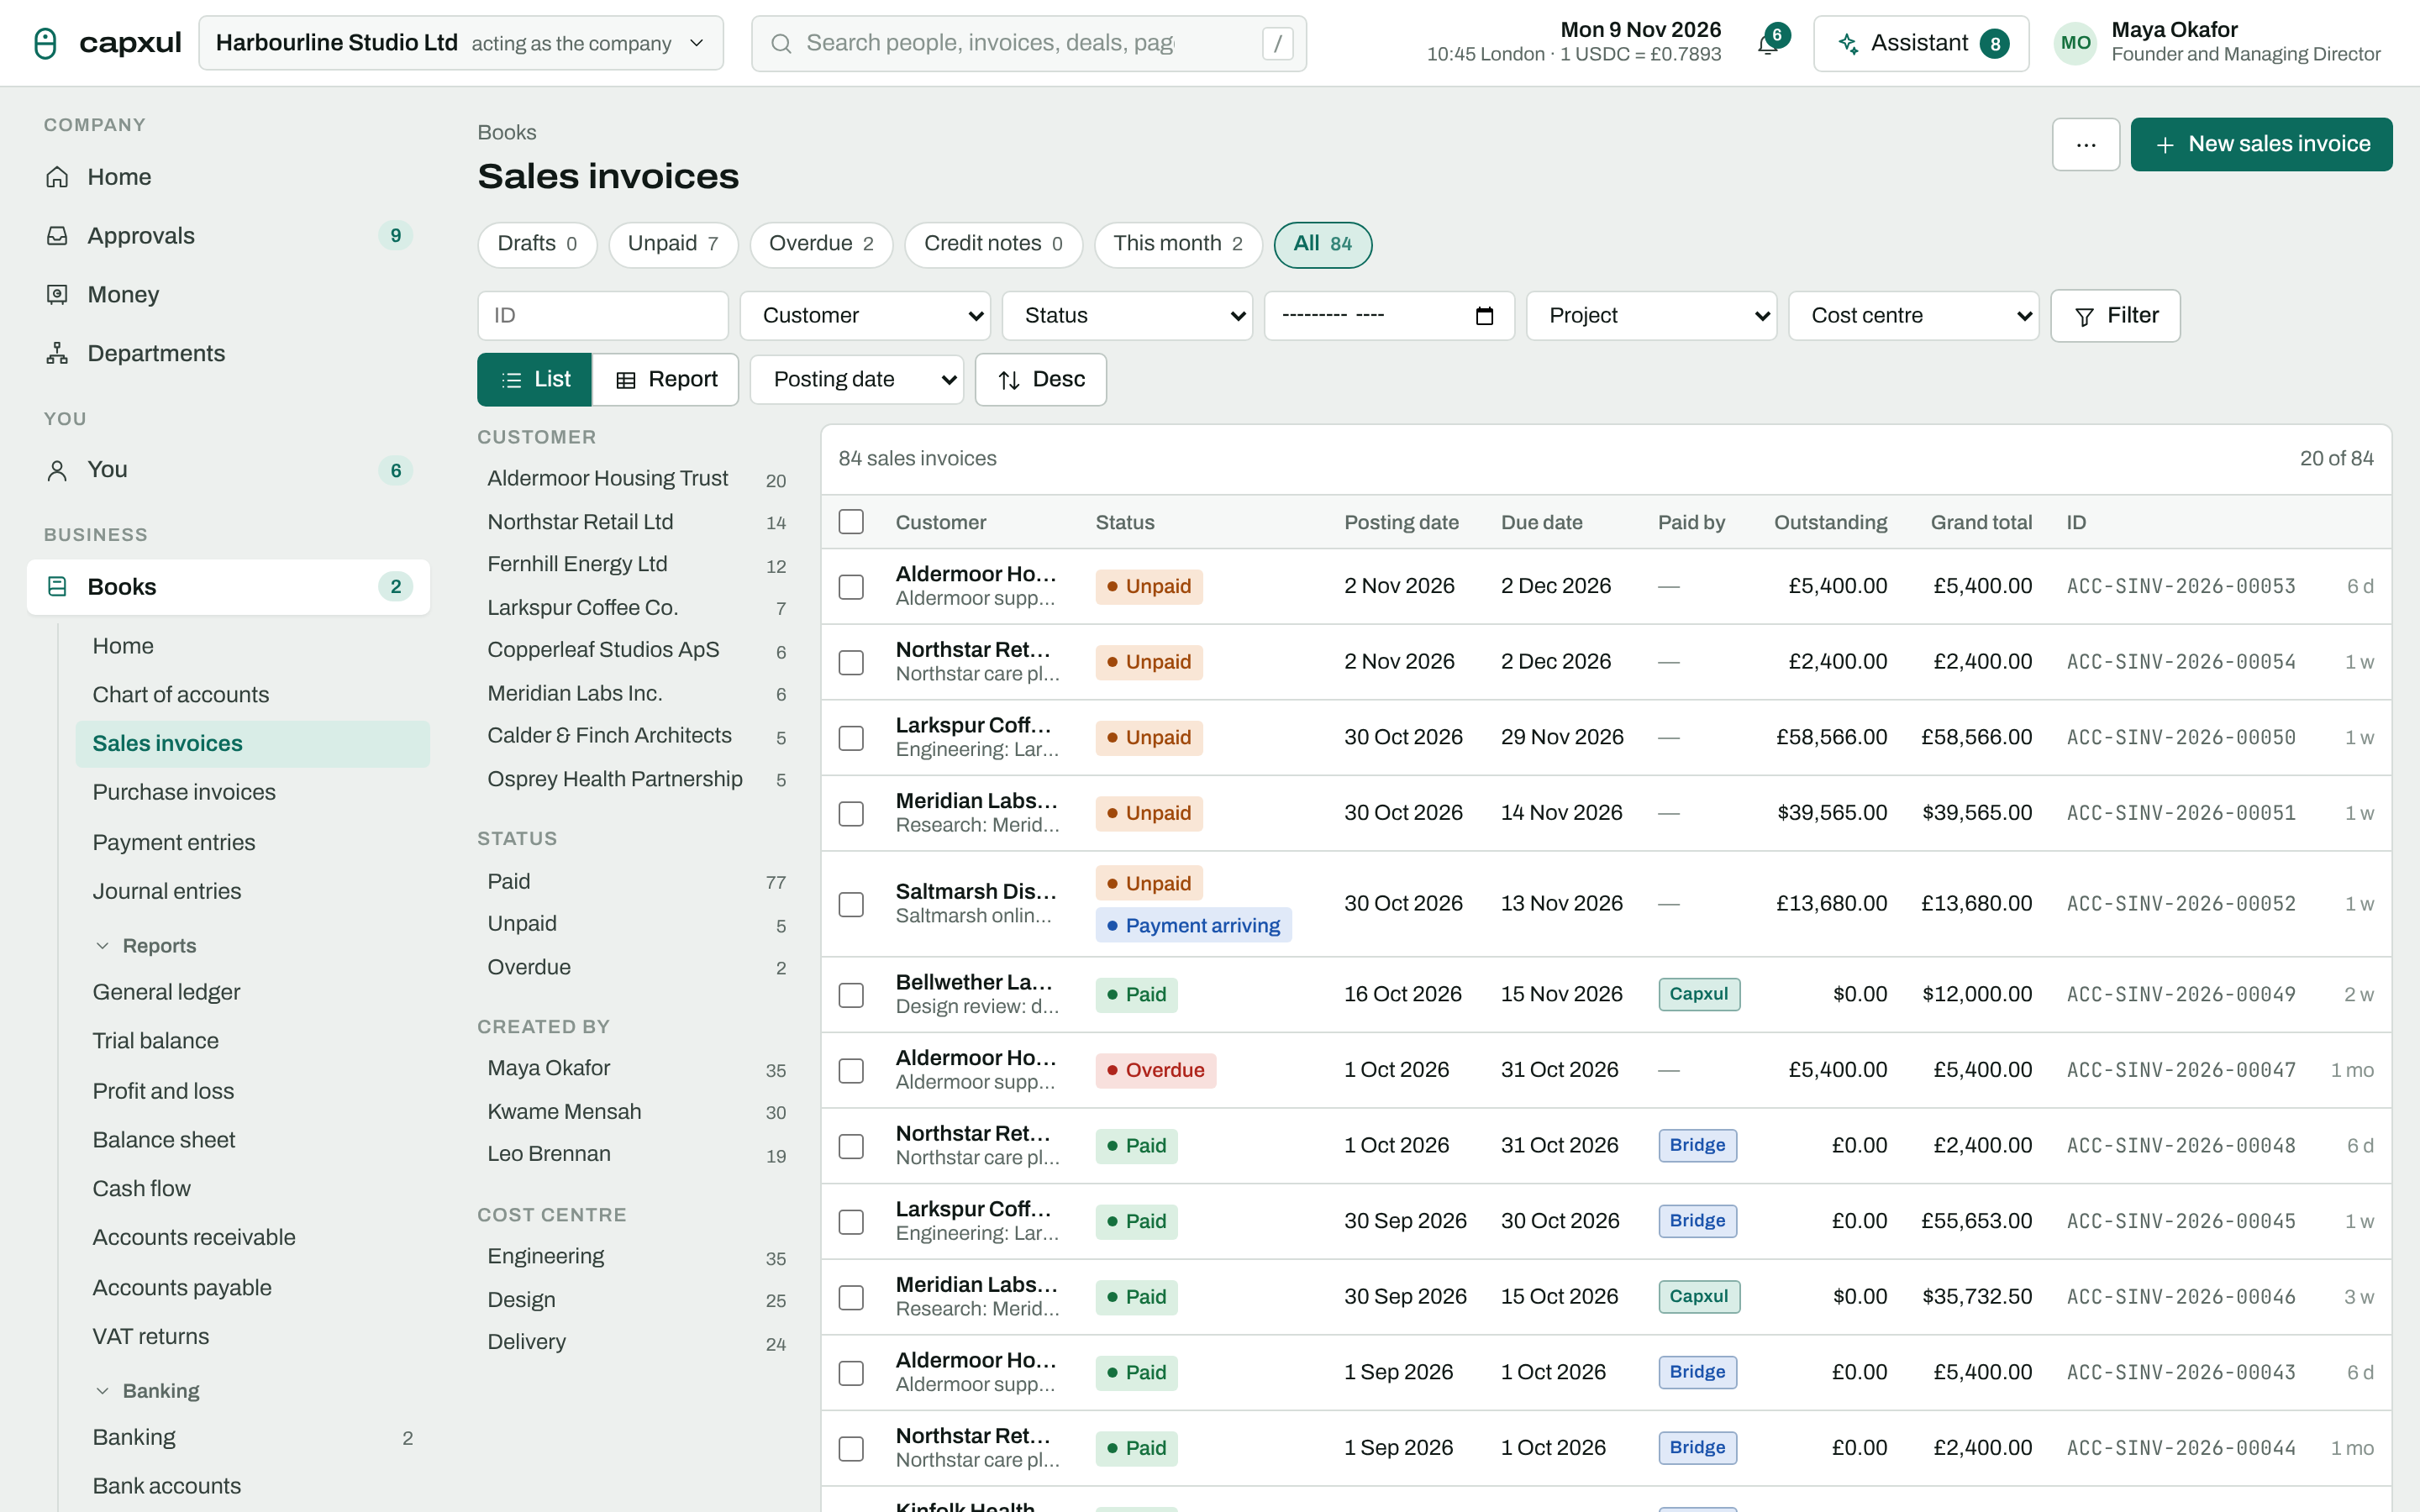 capxul
Harbourline Studio Ltd acting as the company
Search people, invoices, deals, pag
/
Mon 9 Nov 2026
10:45 London · 1 USDC = £0.7893
6
Assistant 8
MO
Maya Okafor
Founder and Managing Director
COMPANY
Home
Approvals 9
Money
Departments
YOU
You 6
BUSINESS
Books 2
Home
Chart of accounts
Sales invoices
Purchase invoices
Payment entries
Journal entries
Reports
General ledger
Trial balance
Profit and loss
Balance sheet
Cash flow
Accounts receivable
Accounts payable
VAT returns
Banking
Banking 2
Bank accounts
Books
Sales invoices
...
+ New sales invoice
Drafts 0
Unpaid 7
Overdue 2
Credit notes 0
This month 2
All 84
ID
Customer
Status
--------- ----
Project
Cost centre
Filter
List
Report
Posting date
Desc
CUSTOMER
Aldermoor Housing Trust 20
Northstar Retail Ltd 14
Fernhill Energy Ltd 12
Larkspur Coffee Co. 7
Copperleaf Studios ApS 6
Meridian Labs Inc. 6
Calder & Finch Architects 5
Osprey Health Partnership 5
STATUS
Paid 77
Unpaid 5
Overdue 2
CREATED BY
Maya Okafor 35
Kwame Mensah 30
Leo Brennan 19
COST CENTRE
Engineering 35
Design 25
Delivery 24
84 sales invoices
20 of 84
Customer Status Posting date Due date Paid by Outstanding Grand total ID
Aldermoor Ho... Unpaid 2 Nov 2026 2 Dec 2026 — £5,400.00 £5,400.00 ACC-SINV-2026-00053 6 d
Aldermoor supp...
Northstar Ret... Unpaid 2 Nov 2026 2 Dec 2026 — £2,400.00 £2,400.00 ACC-SINV-2026-00054 1 w
Northstar care pl...
Larkspur Coff... Unpaid 30 Oct 2026 29 Nov 2026 — £58,566.00 £58,566.00 ACC-SINV-2026-00050 1 w
Engineering: Lar...
Meridian Labs... Unpaid 30 Oct 2026 14 Nov 2026 — $39,565.00 $39,565.00 ACC-SINV-2026-00051 1 w
Research: Merid...
Saltmarsh Dis... Unpaid Payment arriving 30 Oct 2026 13 Nov 2026 — £13,680.00 £13,680.00 ACC-SINV-2026-00052 1 w
Saltmarsh onlin...
Bellwether La... Paid 16 Oct 2026 15 Nov 2026 Capxul $0.00 $12,000.00 ACC-SINV-2026-00049 2 w
Design review: d...
Aldermoor Ho... Overdue 1 Oct 2026 31 Oct 2026 — £5,400.00 £5,400.00 ACC-SINV-2026-00047 1 mo
Aldermoor supp...
Northstar Ret... Paid 1 Oct 2026 31 Oct 2026 Bridge £0.00 £2,400.00 ACC-SINV-2026-00048 6 d
Northstar care pl...
Larkspur Coff... Paid 30 Sep 2026 30 Oct 2026 Bridge £0.00 £55,653.00 ACC-SINV-2026-00045 1 w
Engineering: Lar...
Meridian Labs... Paid 30 Sep 2026 15 Oct 2026 Capxul $0.00 $35,732.50 ACC-SINV-2026-00046 3 w
Research: Merid...
Aldermoor Ho... Paid 1 Sep 2026 1 Oct 2026 Bridge £0.00 £5,400.00 ACC-SINV-2026-00043 6 d
Aldermoor supp...
Northstar Ret... Paid 1 Sep 2026 1 Oct 2026 Bridge £0.00 £2,400.00 ACC-SINV-2026-00044 1 mo
Northstar care pl...
Kinfolk Health